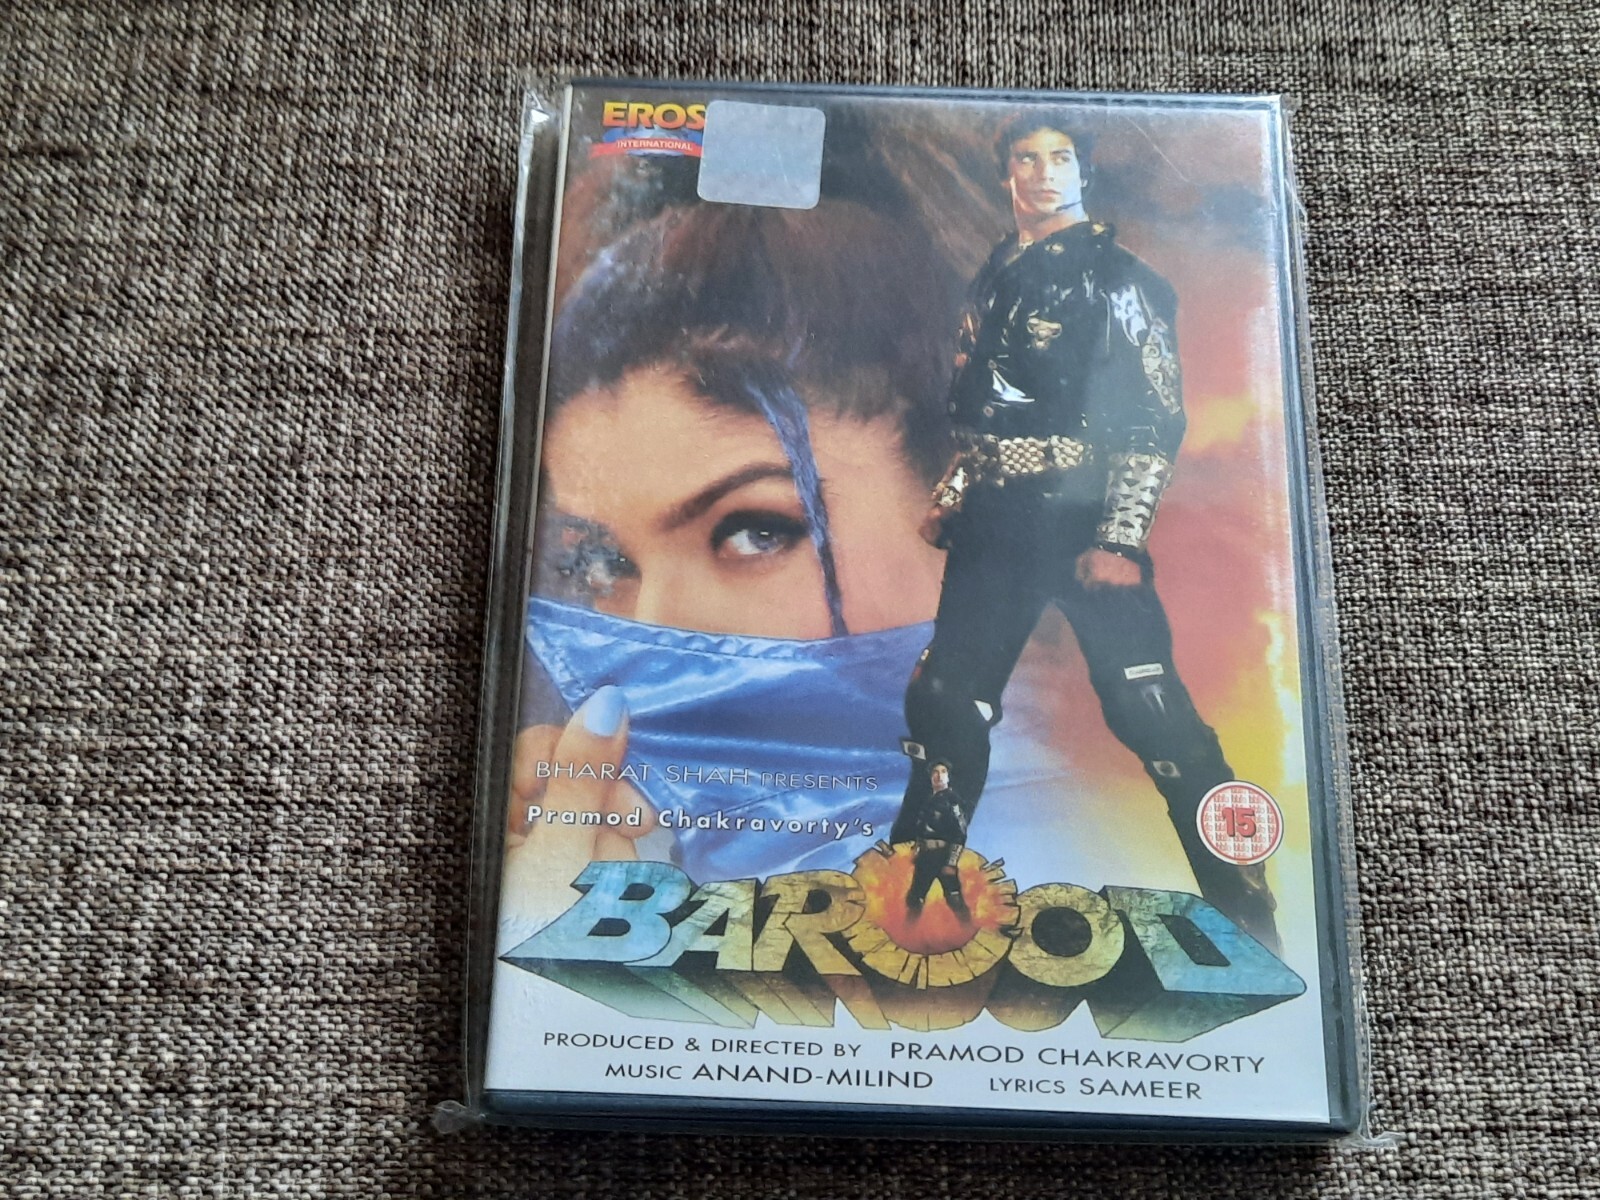 EROS
INTERNATIONAL
BHARAT SHAH PRESENTS
Pramod Chakravorty's
15
BAROOD
PRODUCED & DIRECTED BY PRAMOD CHAKRAVORTY
MUSIC ANAND-MILIND LYRICS SAMEER